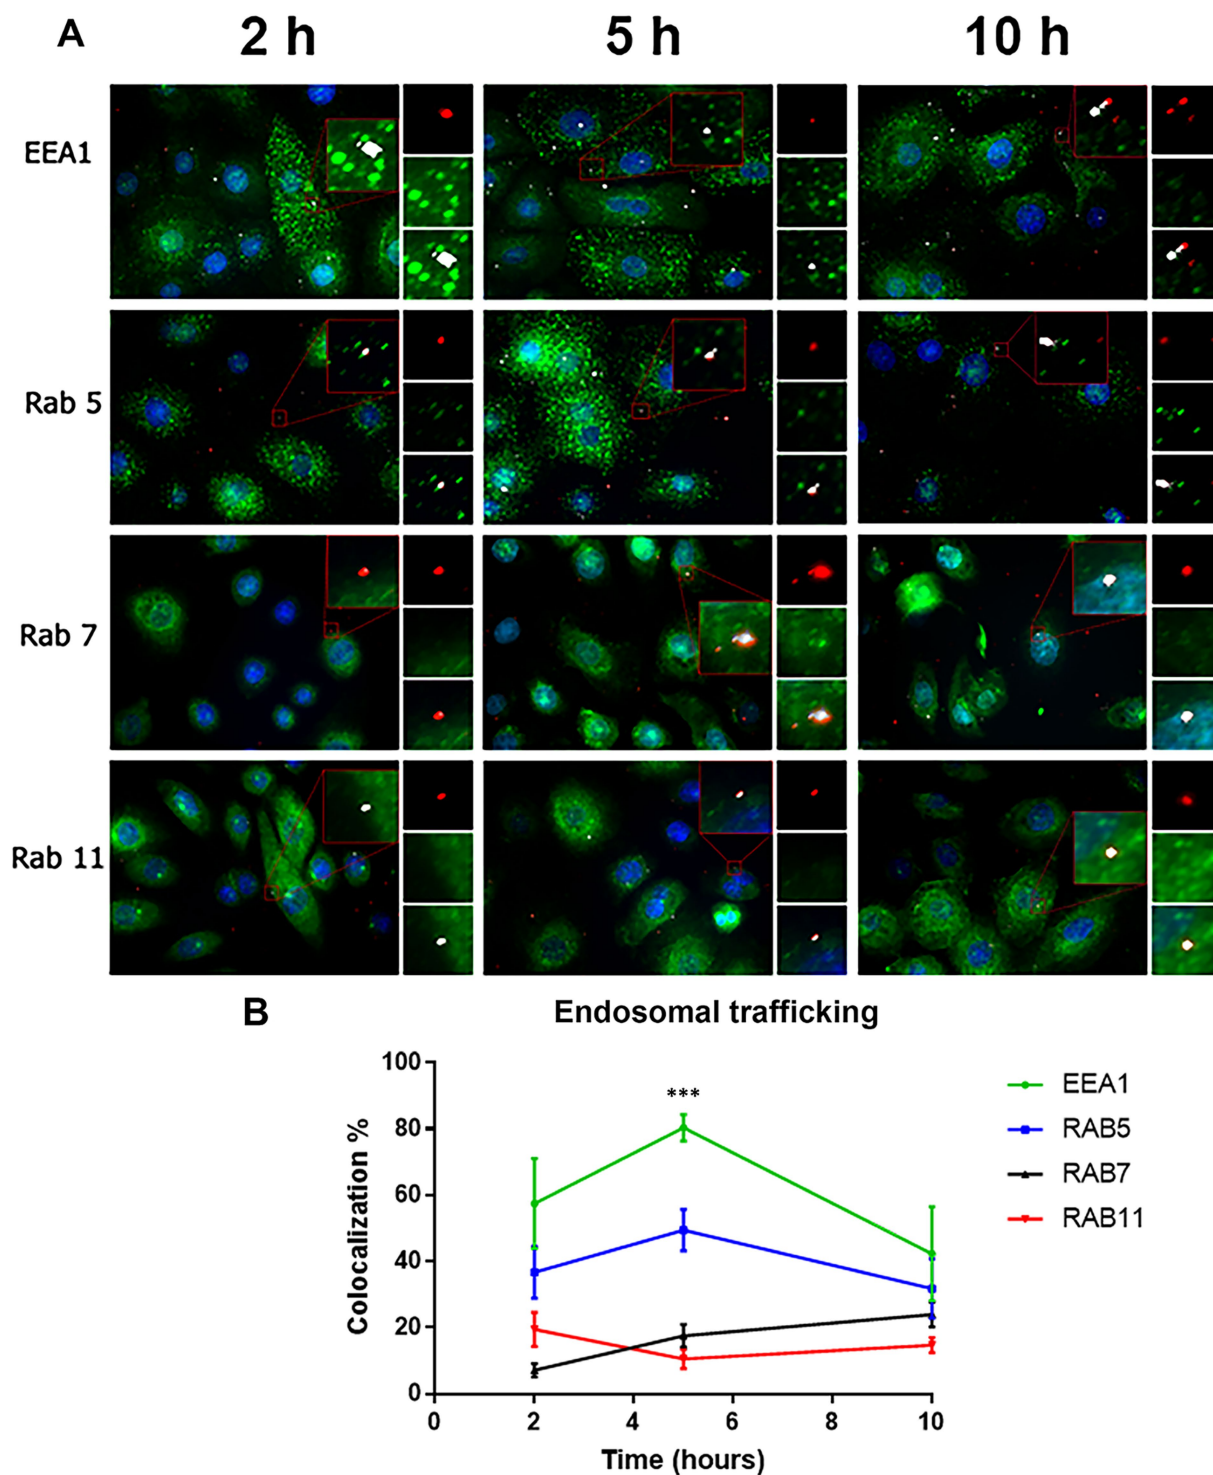 A 2 h 5 h 10 h
EEA1
Rab 5
Rab 7
Rab 11
B Endosomal trafficking
Colocalization %
100
80
60
40
20
0
***
0 2 4 6 8 10
Time (hours)
EEA1
RAB5
RAB7
RAB11